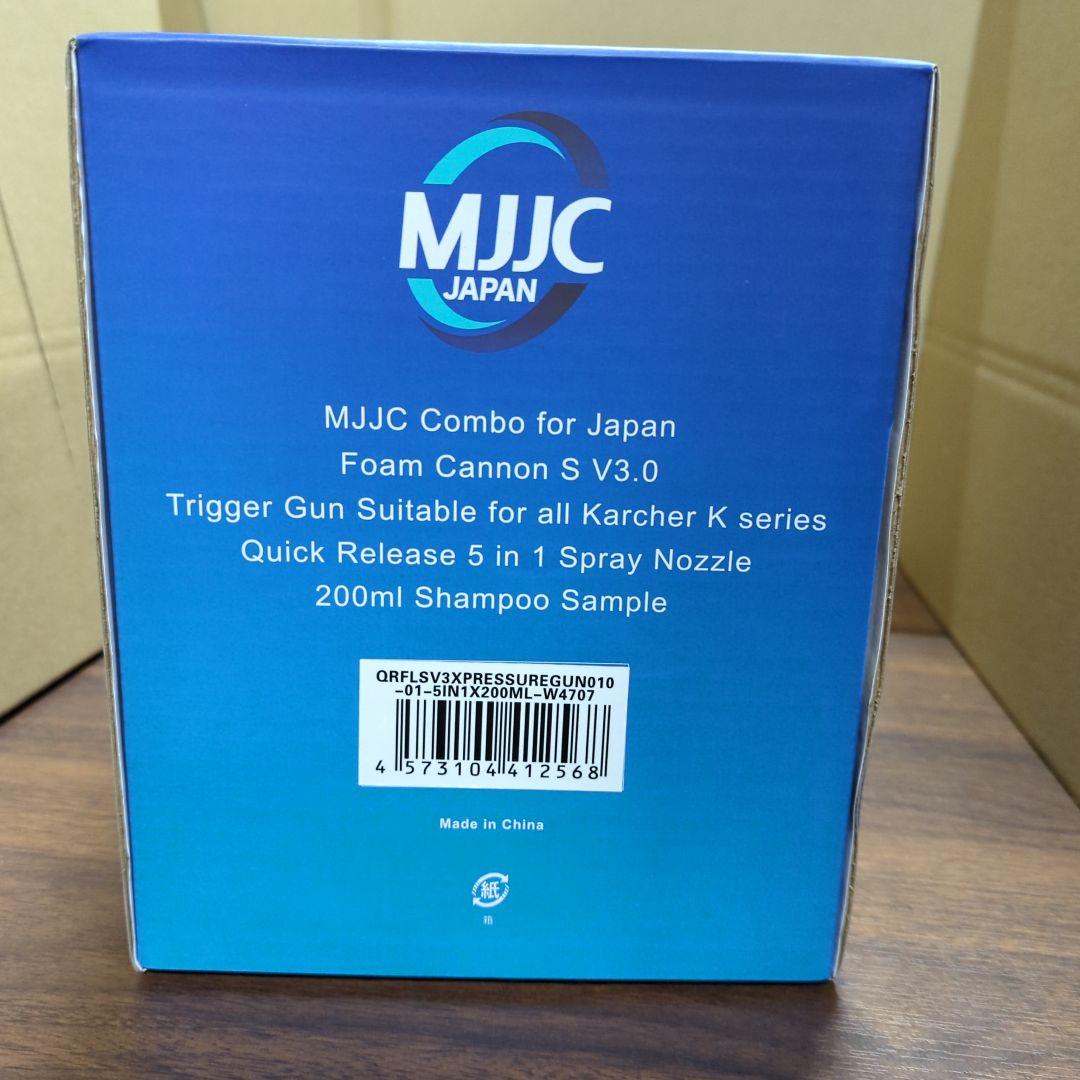 MJJC
JAPAN
MJJC Combo for Japan
Foam Cannon S V3.0
Trigger Gun Suitable for all Karcher K series
Quick Release 5 in 1 Spray Nozzle
200ml Shampoo Sample
QRFLSV3XPRESSUREGUN010
-01-5IN1X200ML-W4707
4 573104 412568
Made in China
紙
箱